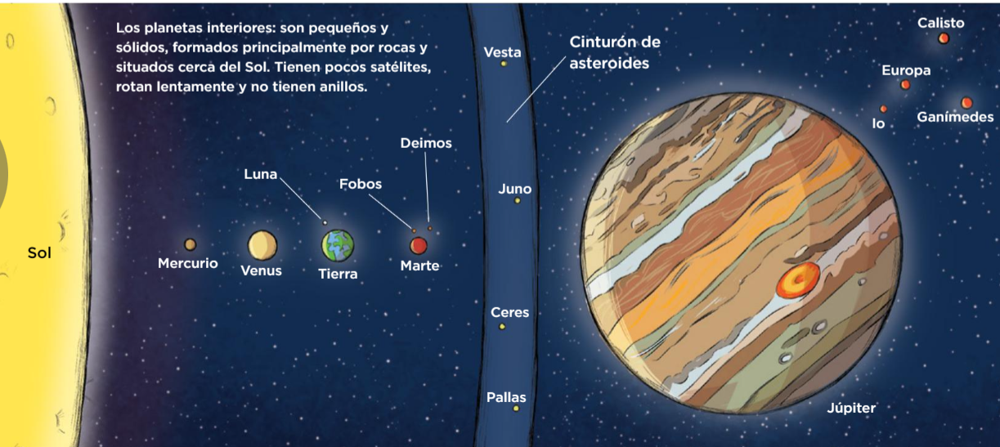 Los planetas interiores: son pequeños y
sólidos, formados principalmente por rocas y
situados cerca del Sol. Tienen pocos satélites,
rotan lentamente y no tienen anillos.
Sol
Mercurio
Venus
Luna
Tierra
Fobos
Deimos
Marte
Cinturón de
asteroides
Vesta
Juno
Ceres
Pallas
Júpiter
Io
Europa
Ganímedes
Calisto